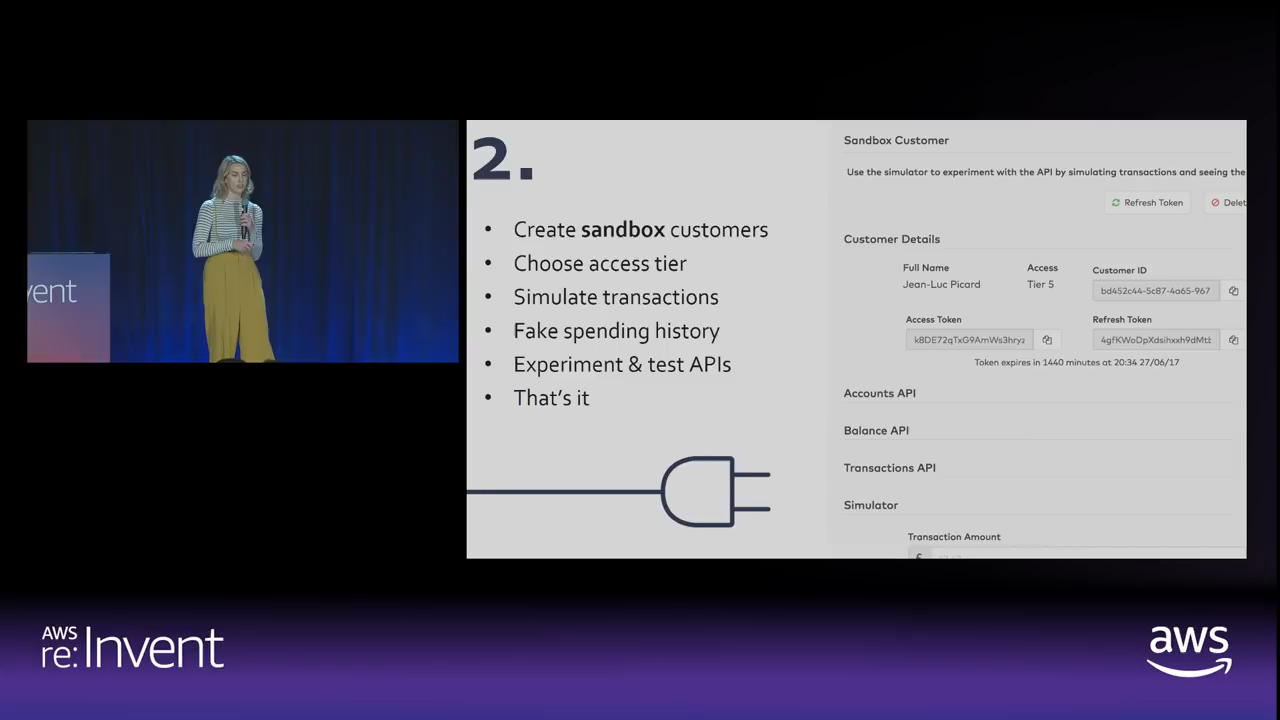 vent
2.
• Create sandbox customers
• Choose access tier
• Simulate transactions
• Fake spending history
• Experiment & test APIs
• That's it
Sandbox Customer
Use the simulator to experiment with the API by simulating transactions and seeing the
Refresh Token
Delet
Customer Details
Full Name
Access
Customer ID
Jean-Luc Picard
Tier 5
bd452c44-5c87-4a65-967
Access Token
Refresh Token
k8DE72qTxG9AmWs3hryz
4gfKWoDpXdsihxxh9dMtt
Token expires in 1440 minutes at 20:34 27/06/17
Accounts API
Balance API
Transactions API
Simulator
Transaction Amount
£
AWS
re:Invent
aws